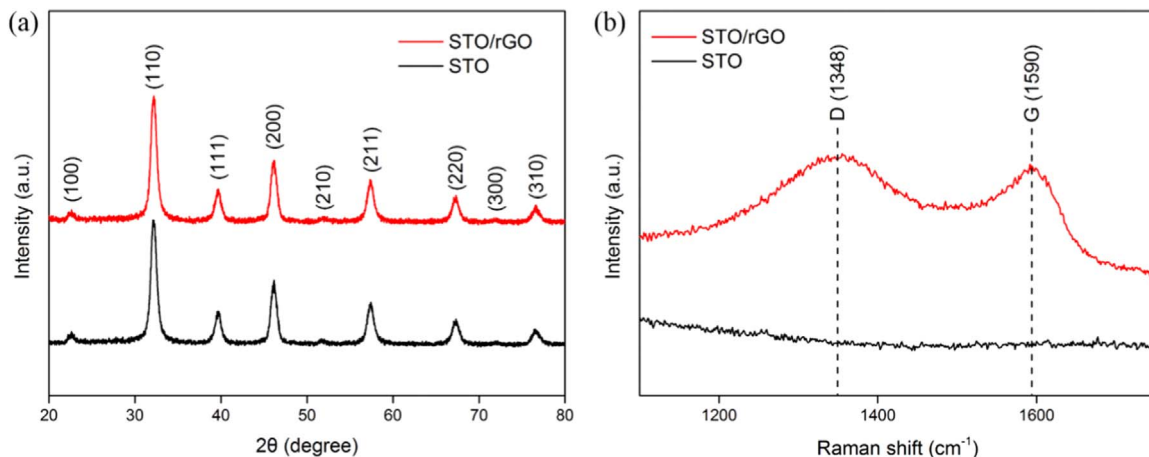 (a)
STO/rGO
STO
(100)
(110)
(111)
(200)
(210)
(211)
(220)
(300)
(310)
Intensity (a.u.)
20 30 40 50 60 70 80
2θ (degree)
(b)
STO/rGO
STO
D (1348)
G (1590)
Intensity (a.u.)
1200 1400 1600
Raman shift (cm⁻¹)